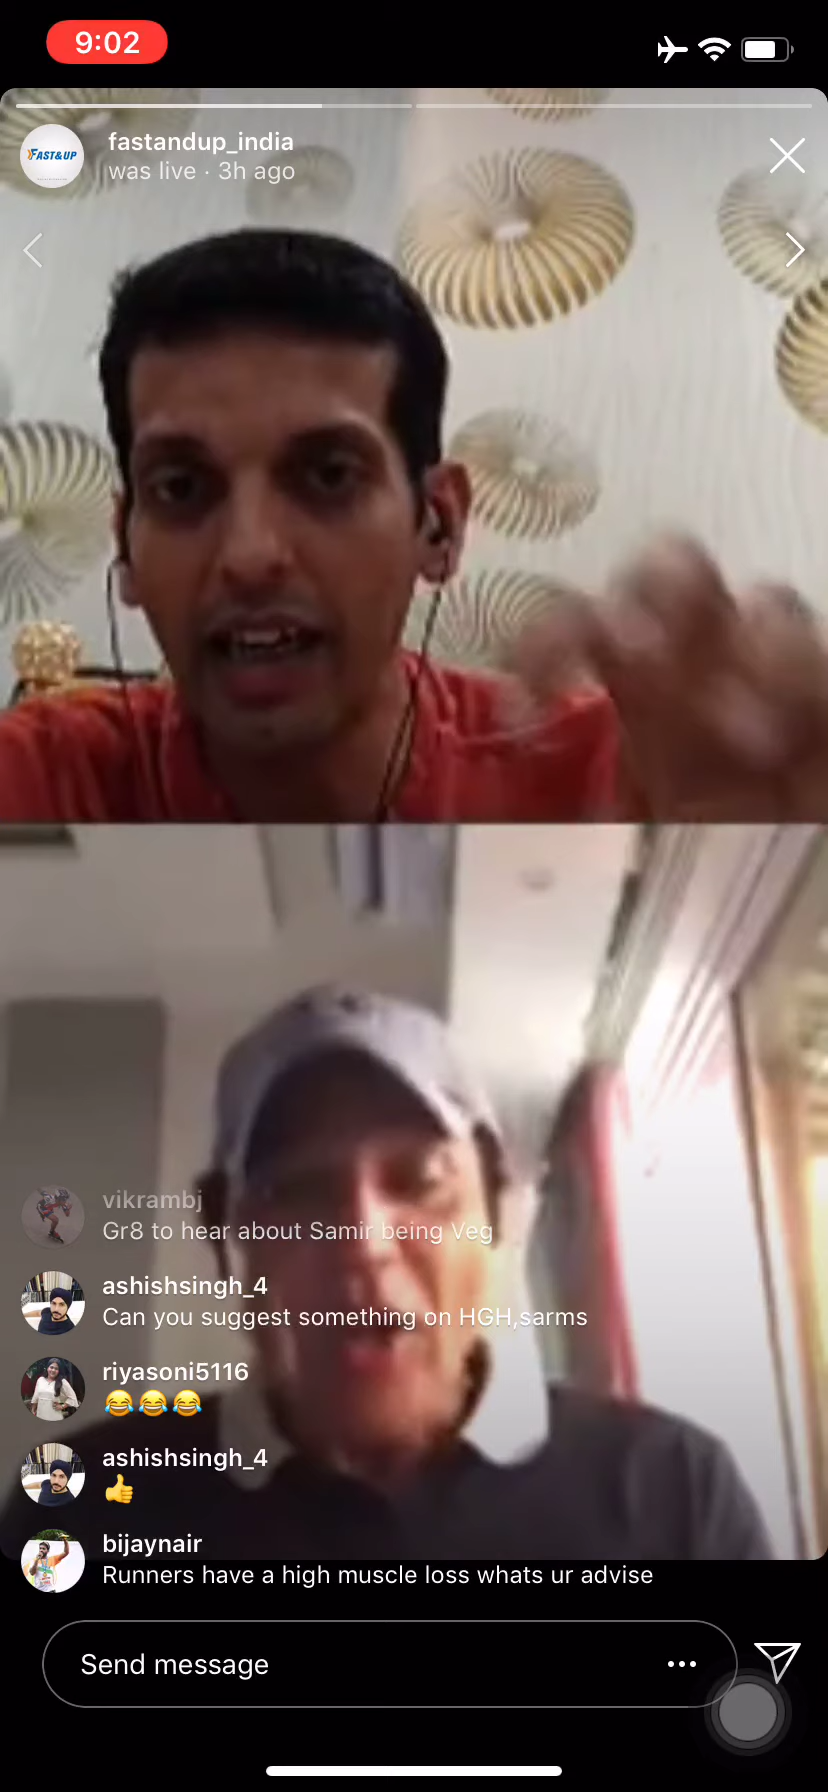 9:02
FAST&UP
fastandup_india
was live · 3h ago
vikrambj
Gr8 to hear about Samir being Veg
ashishsingh_4
Can you suggest something on HGH,sarms
riyasoni5116
😂😂😂
ashishsingh_4
👍
bijaynair
Runners have a high muscle loss whats ur advise
Send message